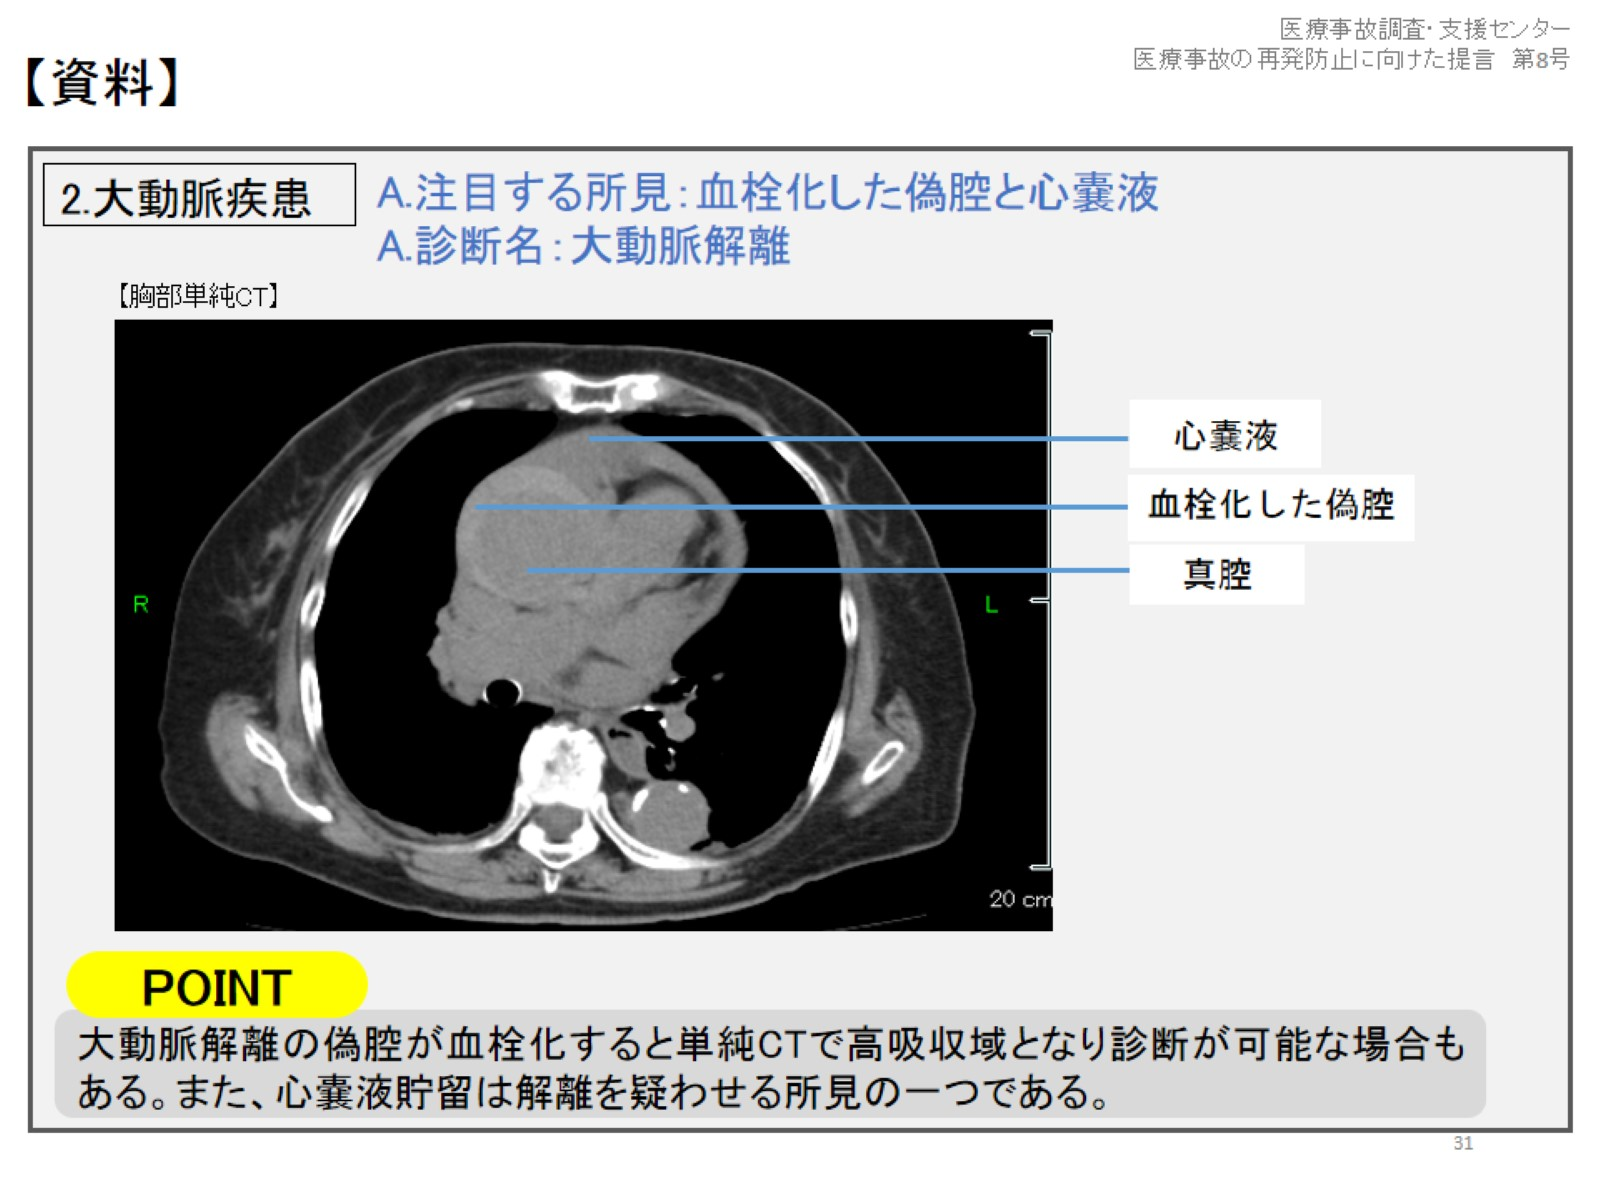 医療事故調査・支援センター
医療事故の再発防止に向けた提言　第8号
【資料】
2.大動脈疾患
A.注目する所見：血栓化した偽腔と心嚢液
A.診断名：大動脈解離
【胸部単純CT】
心嚢液
血栓化した偽腔
真腔
R
L
20 cm
POINT
大動脈解離の偽腔が血栓化すると単純CTで高吸収域となり診断が可能な場合も
ある。また、心嚢液貯留は解離を疑わせる所見の一つである。
31